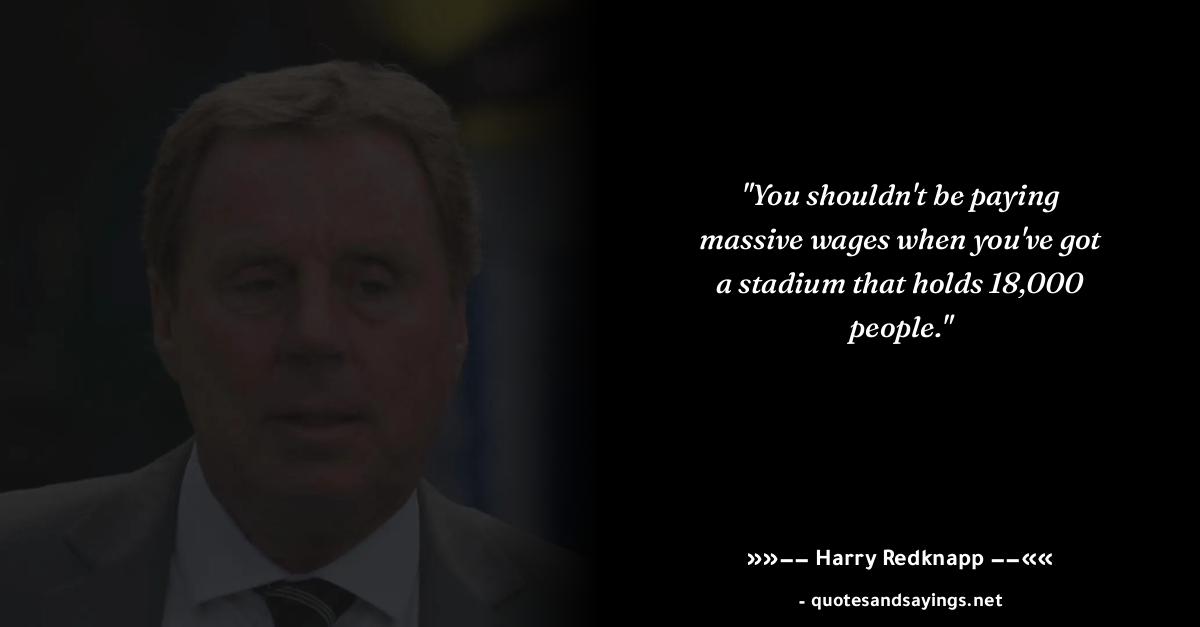 "You shouldn't be paying
massive wages when you've got
a stadium that holds 18,000
people."
»»–– Harry Redknapp ––««
- quotesandsayings.net